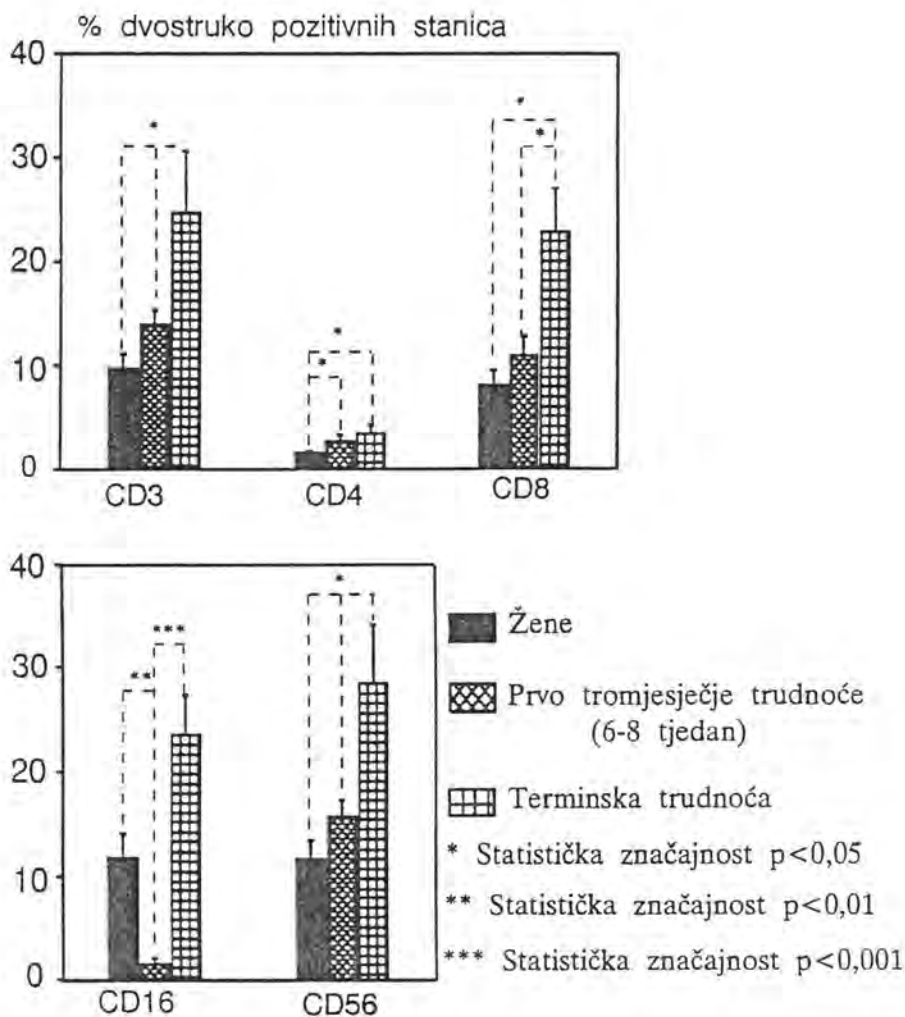 % dvostruko pozitivnih stanica
40
30
20
10
0
* 
* 
* 
* 
*
CD3 CD4 CD8
40
30
20
10
0
***
**
*
CD16 CD56
Žene
Prvo tromjesječje trudnoće
(6-8 tjedan)
Terminska trudnoća
* Statistička značajnost p<0,05
** Statistička značajnost p<0,01
*** Statistička značajnost p<0,001